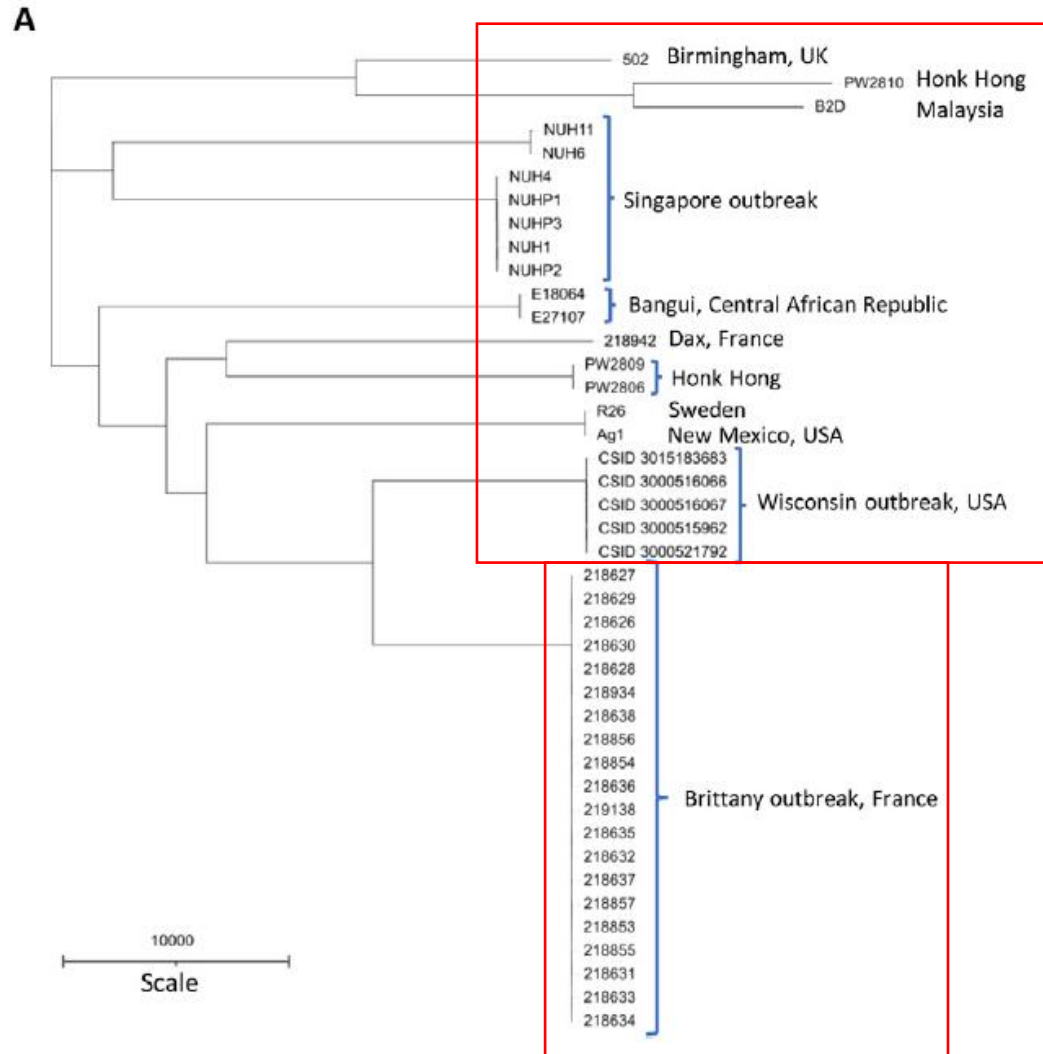 A
502 Birmingham, UK
PW2810 Honk Hong
B2D Malaysia
NUH11
NUH6
NUH4
NUHP1
NUHP3
NUH1
NUHP2
Singapore outbreak
E18064
E27107
Bangui, Central African Republic
218942 Dax, France
PW2809
PW2806
Honk Hong
R26 Sweden
Ag1 New Mexico, USA
CSID 3015183683
CSID 3000516066
CSID 3000516067
CSID 3000515962
CSID 3000521792
Wisconsin outbreak, USA
218627
218629
218626
218630
218628
218934
218638
218856
218854
218636
219138
218635
218632
218637
218857
218853
218855
218631
218633
218634
Brittany outbreak, France
10000
Scale